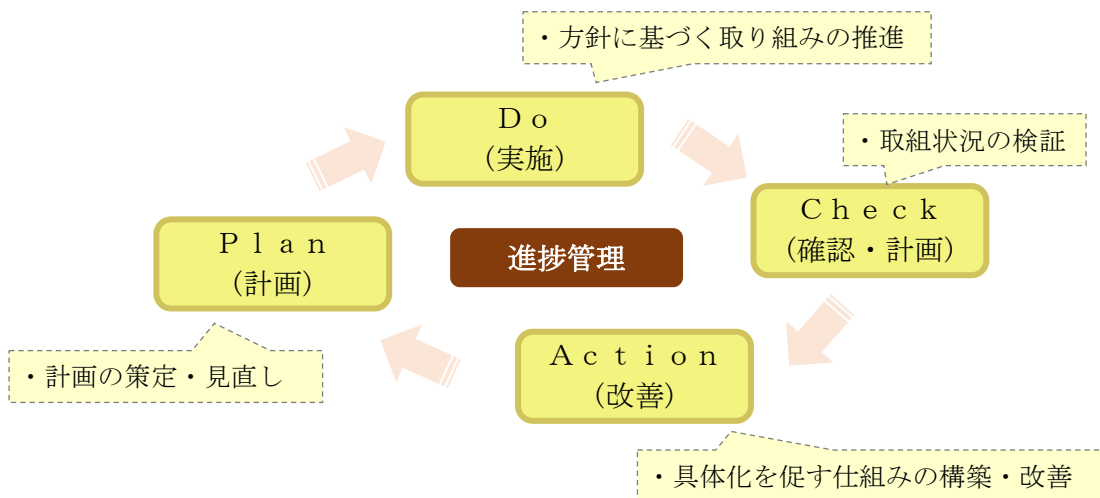 ・方針に基づく取り組みの推進
Ｄｏ
（実施）
・取組状況の検証
Ｃｈｅｃｋ
（確認・計画）
Ｐｌａｎ
（計画）
進捗管理
Ａｃｔｉｏｎ
（改善）
・計画の策定・見直し
・具体化を促す仕組みの構築・改善